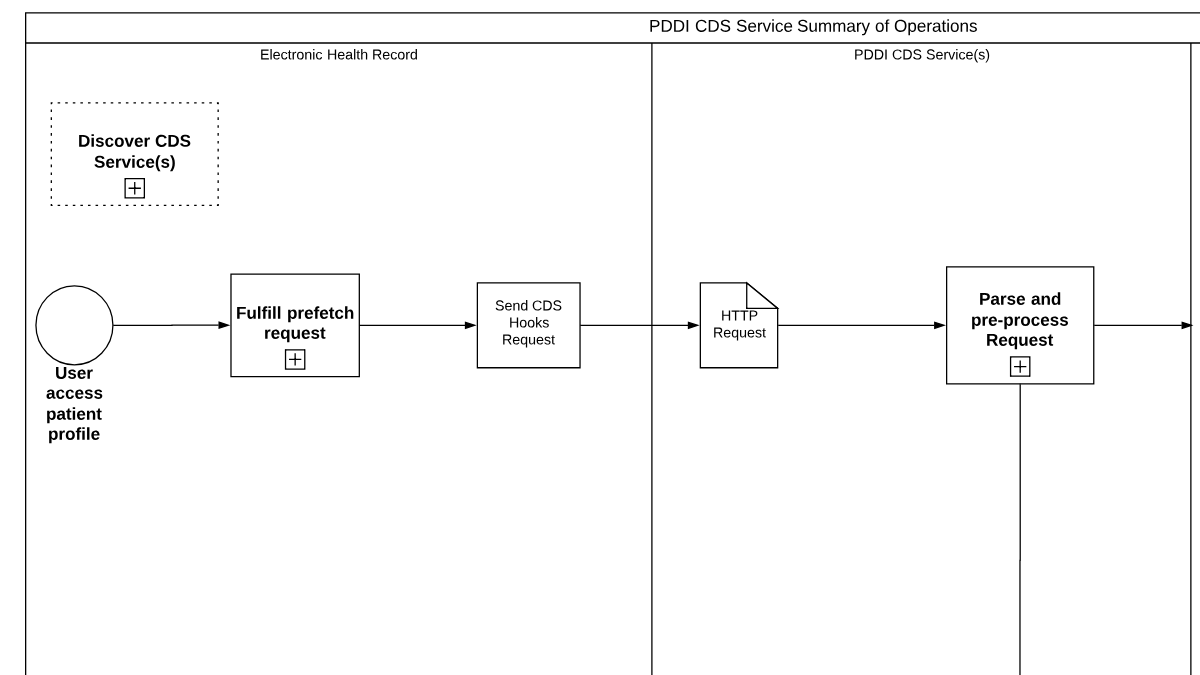 PDDI CDS Service Summary of Operations
Electronic Health Record
PDDI CDS Service(s)
Discover CDS
Service(s)
User
access
patient
profile
Fulfill prefetch
request
Send CDS
Hooks
Request
HTTP
Request
Parse and
pre-process
Request